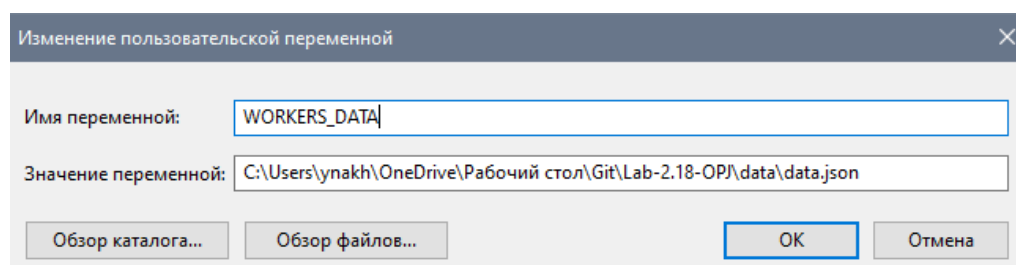 Изменение пользовательской переменной
Имя переменной: WORKERS_DATA
Значение переменной: C:\Users\ynakh\OneDrive\Рабочий стол\Git\Lab-2.18-OPJ\data\data.json
Обзор каталога... Обзор файлов... ОК Отмена